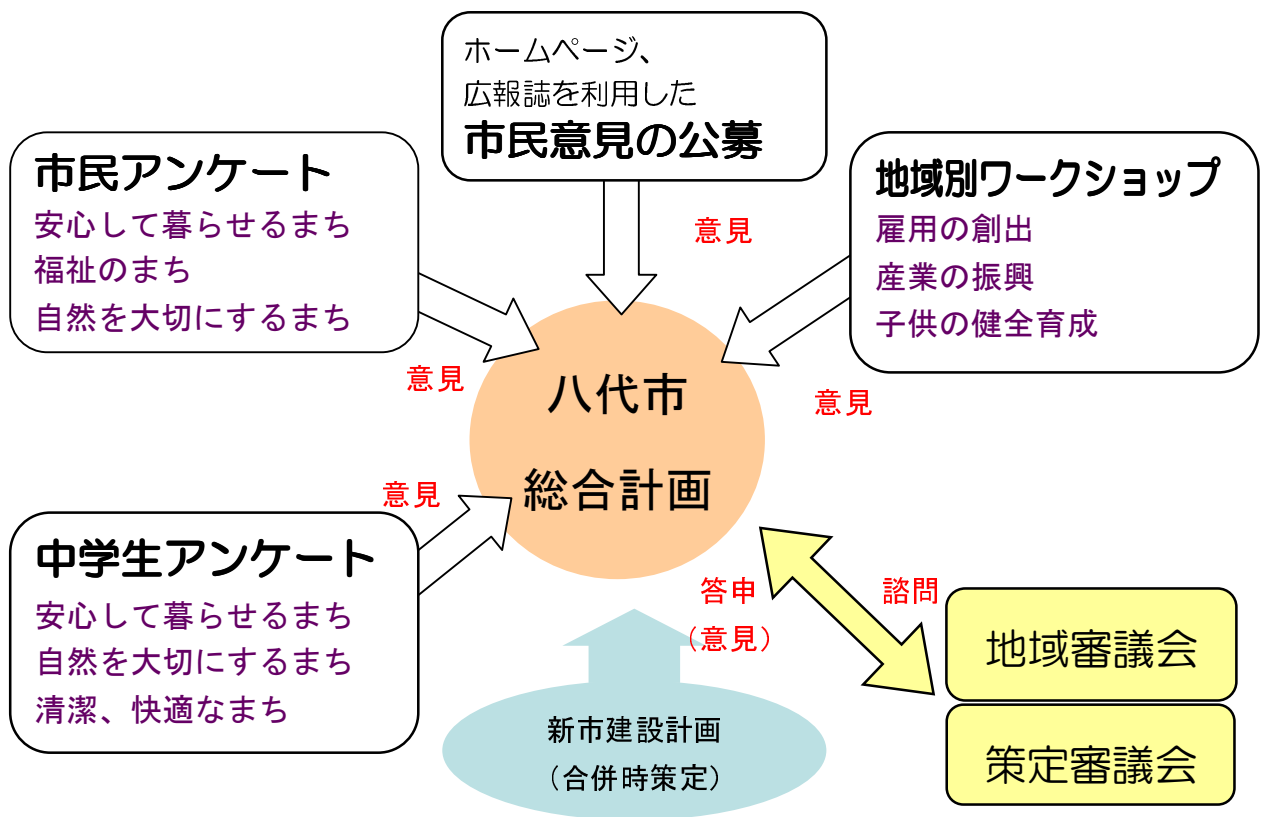 ホームページ、
広報誌を利用した
市民意見の公募
市民アンケート
安心して暮らせるまち
福祉のまち
自然を大切にするまち
地域別ワークショップ
雇用の創出
産業の振興
子供の健全育成
意見
意見
意見
八代市
総合計画
意見
中学生アンケート
安心して暮らせるまち
自然を大切にするまち
清潔、快適なまち
答申
（意見）
諮問
地域審議会
策定審議会
新市建設計画
（合併時策定）